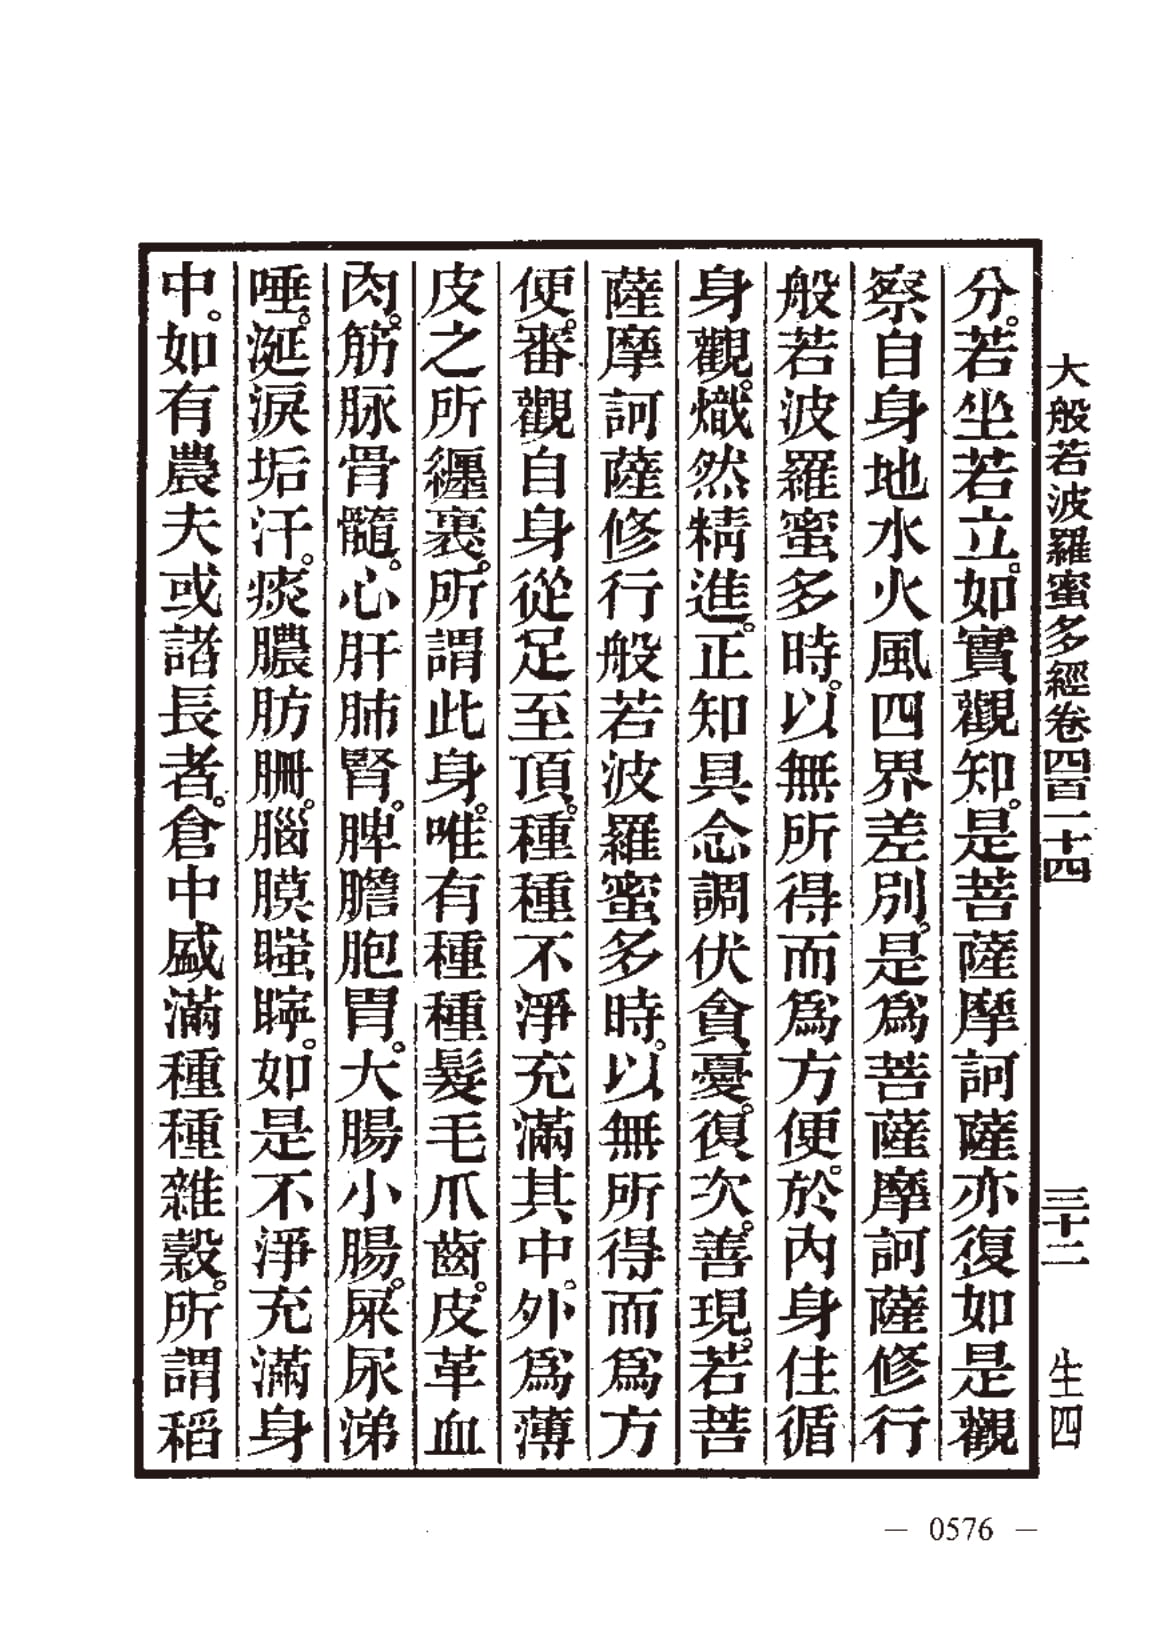 大般若波羅蜜多經卷四百一十四　三十二　生四
分。若坐若立。如實觀知。是菩薩摩訶薩亦復如是觀
察自身地水火風四界差別。是爲菩薩摩訶薩修行
般若波羅蜜多時。以無所得而爲方便。於內身住循
身觀。熾然精進。正知具念調伏貪憂。復次。善現。若菩
薩摩訶薩修行般若波羅蜜多時。以無所得而爲方
便。審觀自身從足至頂。種種不淨充滿其中。外爲薄
皮之所纏裹。所謂此身。唯有種種髮毛爪齒。皮革血
肉。筋脈骨髓。心肝肺腎。脾膽胞胃。大腸小腸。屎尿涕
唾。涎淚垢汗。痰膿肪𦙱。腦膜𥉌聹。如是不淨充滿身
中。如有農夫或諸長者。倉中盛滿種種雜穀。所謂稻
— 0576 —